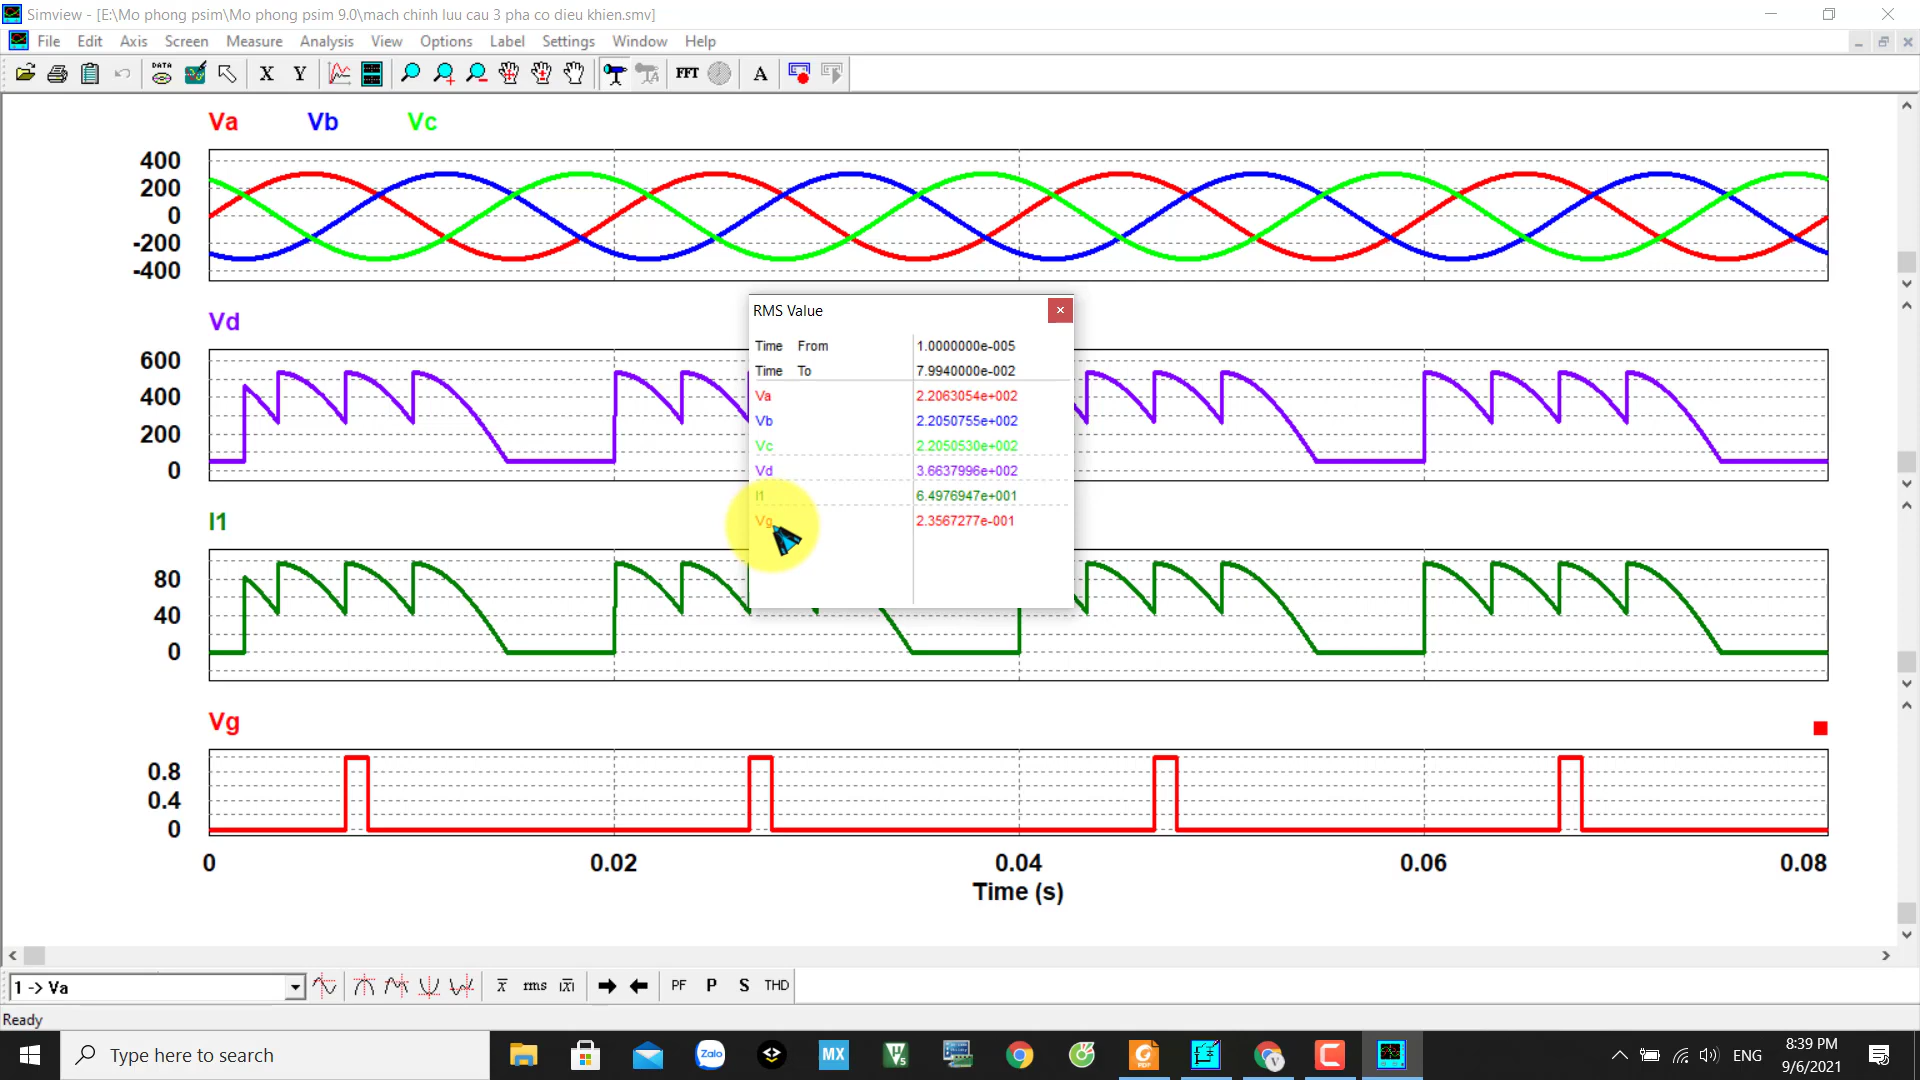 Simview - [E:\Mo phong psim\Mo phong psim 9.0\mach chinh luu cau 3 pha co dieu khien.smv]
File Edit Axis Screen Measure Analysis View Options Label Settings Window Help
DATA X Y FFT A
Va Vb Vc
400
200
0
-200
-400
Vd
600
400
200
0
RMS Value
Time From 1.0000000e-005
Time To 7.9940000e-002
Va 2.2063054e+002
Vb 2.2050755e+002
Vc 2.2050530e+002
Vd 3.6637996e+002
I1 6.4976947e+001
Vg 2.3567277e-001
I1
80
40
0
Vg
0.8
0.4
0
0 0.02 0.04 0.06 0.08
Time (s)
1 -> Va
x rms |x| PF P S THD
Ready
Type here to search
Zalo
MX
ENG
8:39 PM
9/6/2021